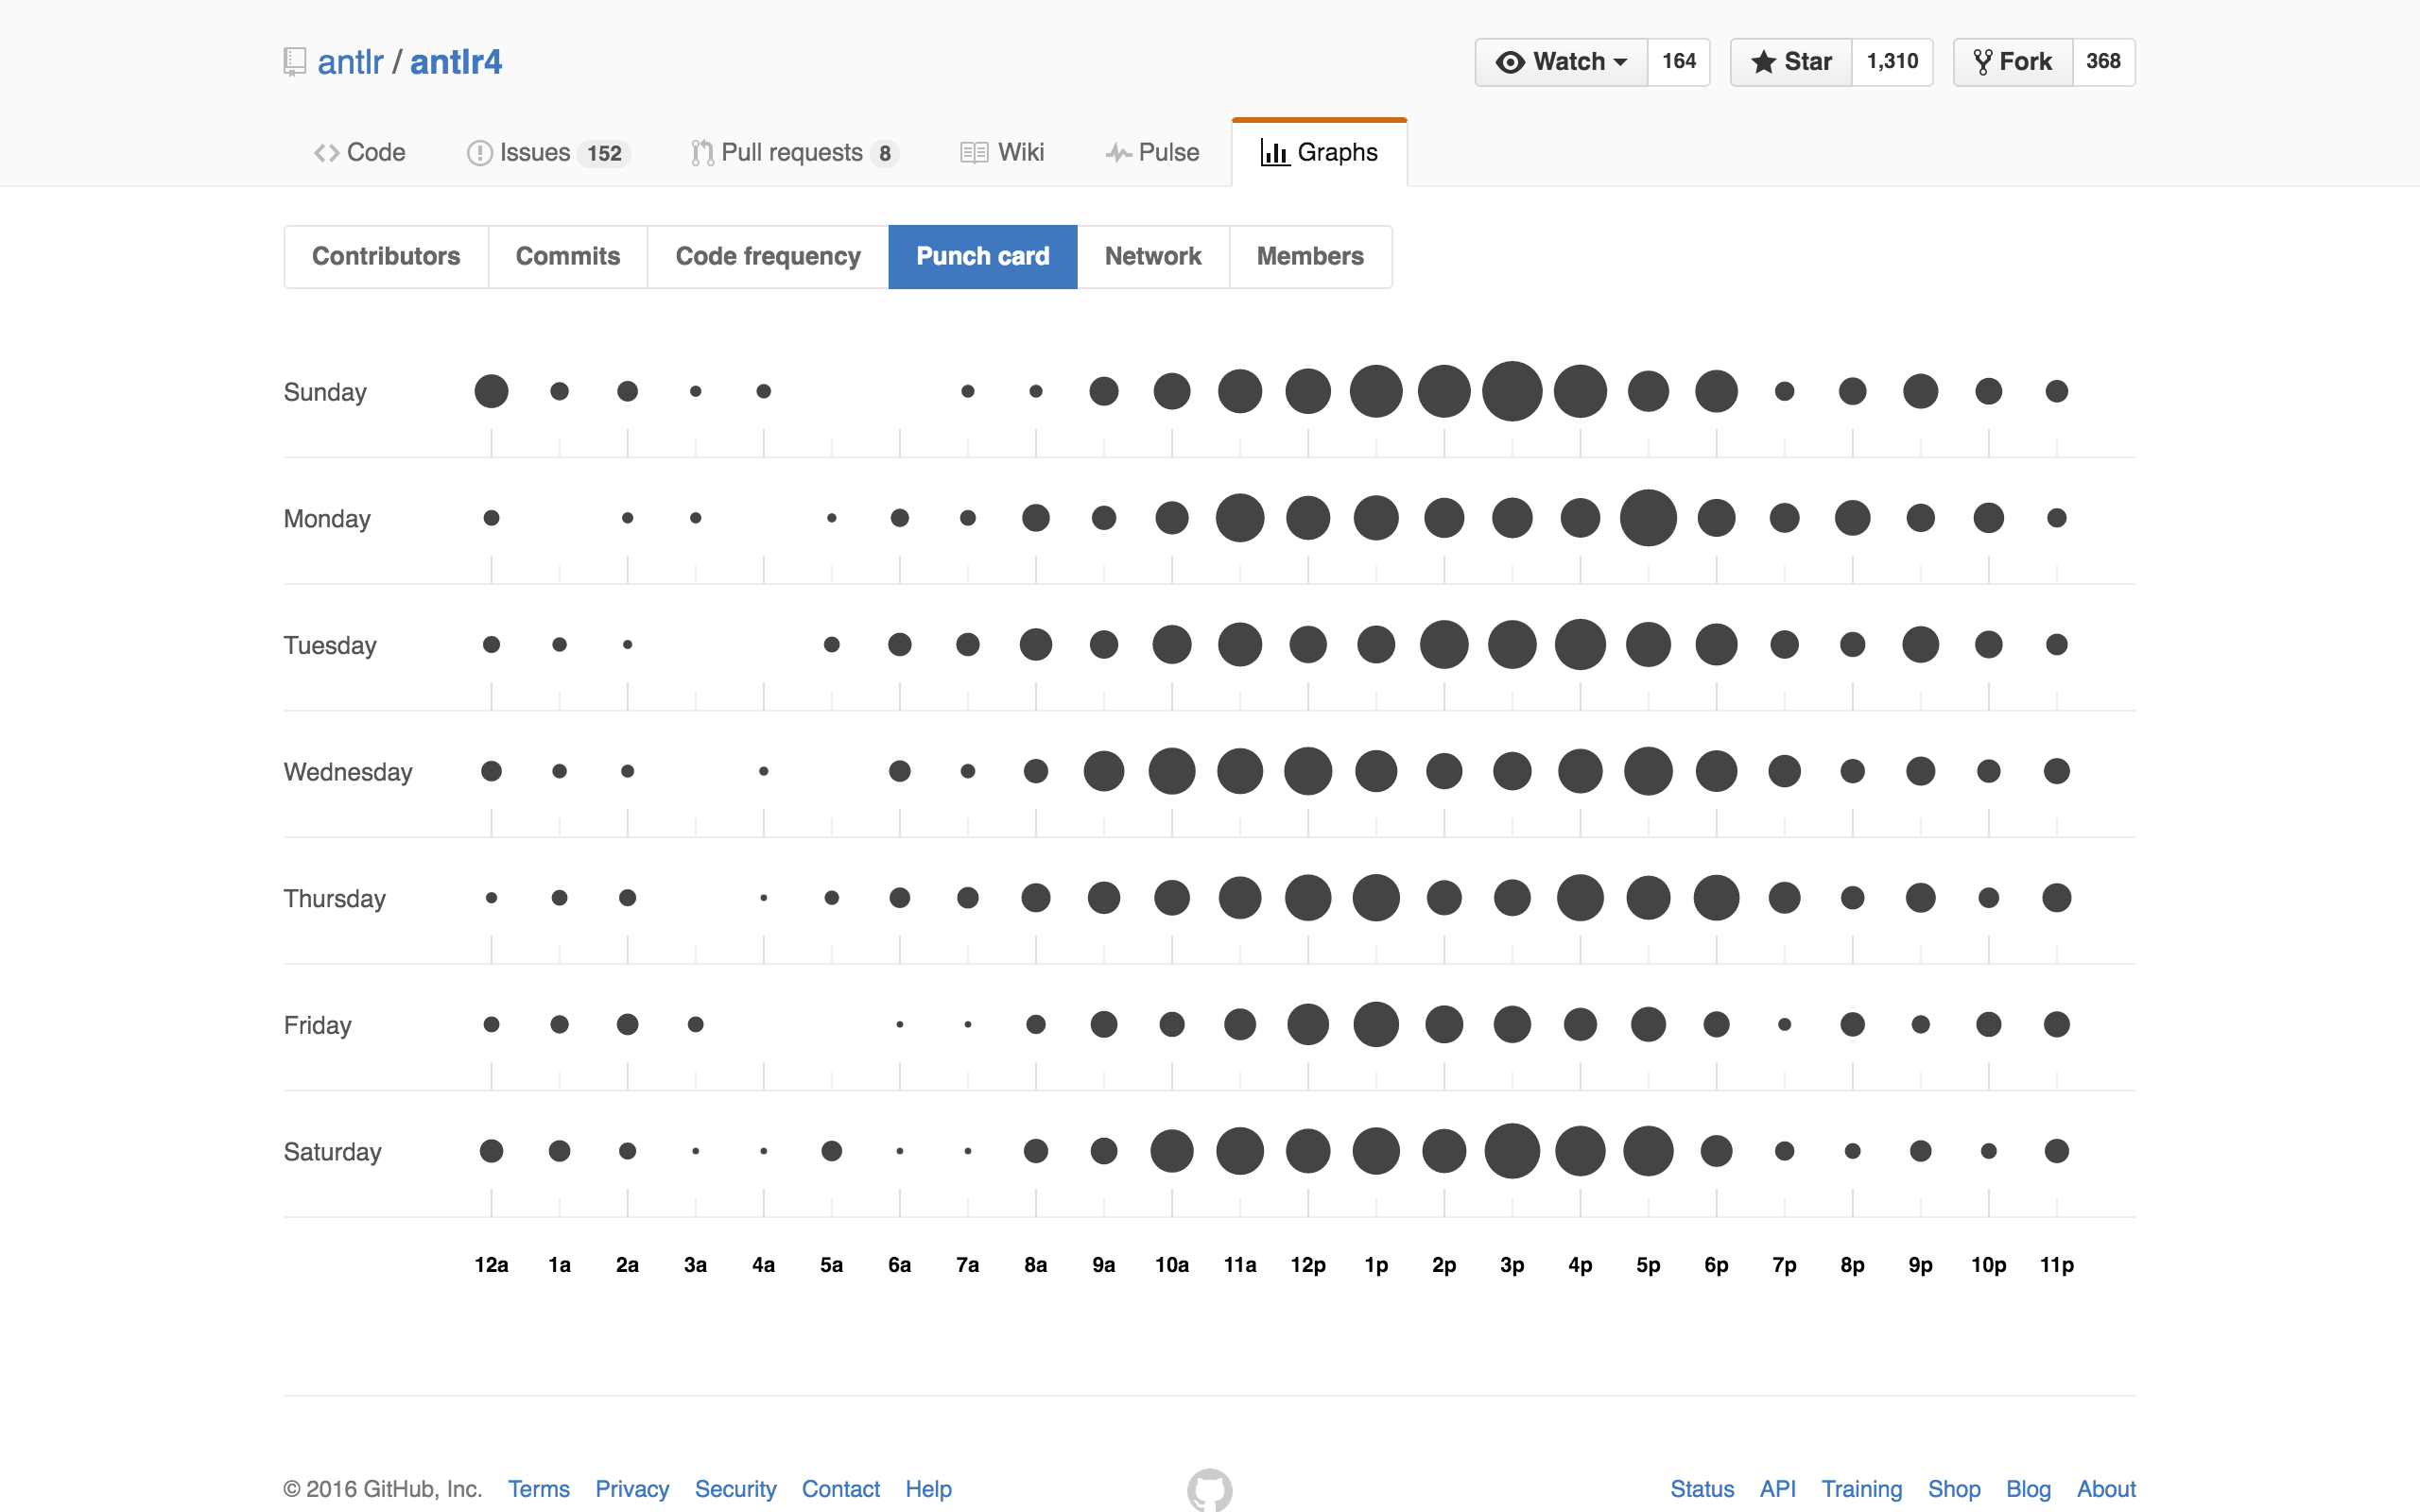 antlr / antlr4
Watch 164 Star 1,310 Fork 368
Code Issues 152 Pull requests 8 Wiki Pulse Graphs
Contributors Commits Code frequency Punch card Network Members
Sunday
Monday
Tuesday
Wednesday
Thursday
Friday
Saturday
12a 1a 2a 3a 4a 5a 6a 7a 8a 9a 10a 11a 12p 1p 2p 3p 4p 5p 6p 7p 8p 9p 10p 11p
© 2016 GitHub, Inc. Terms Privacy Security Contact Help Status API Training Shop Blog About